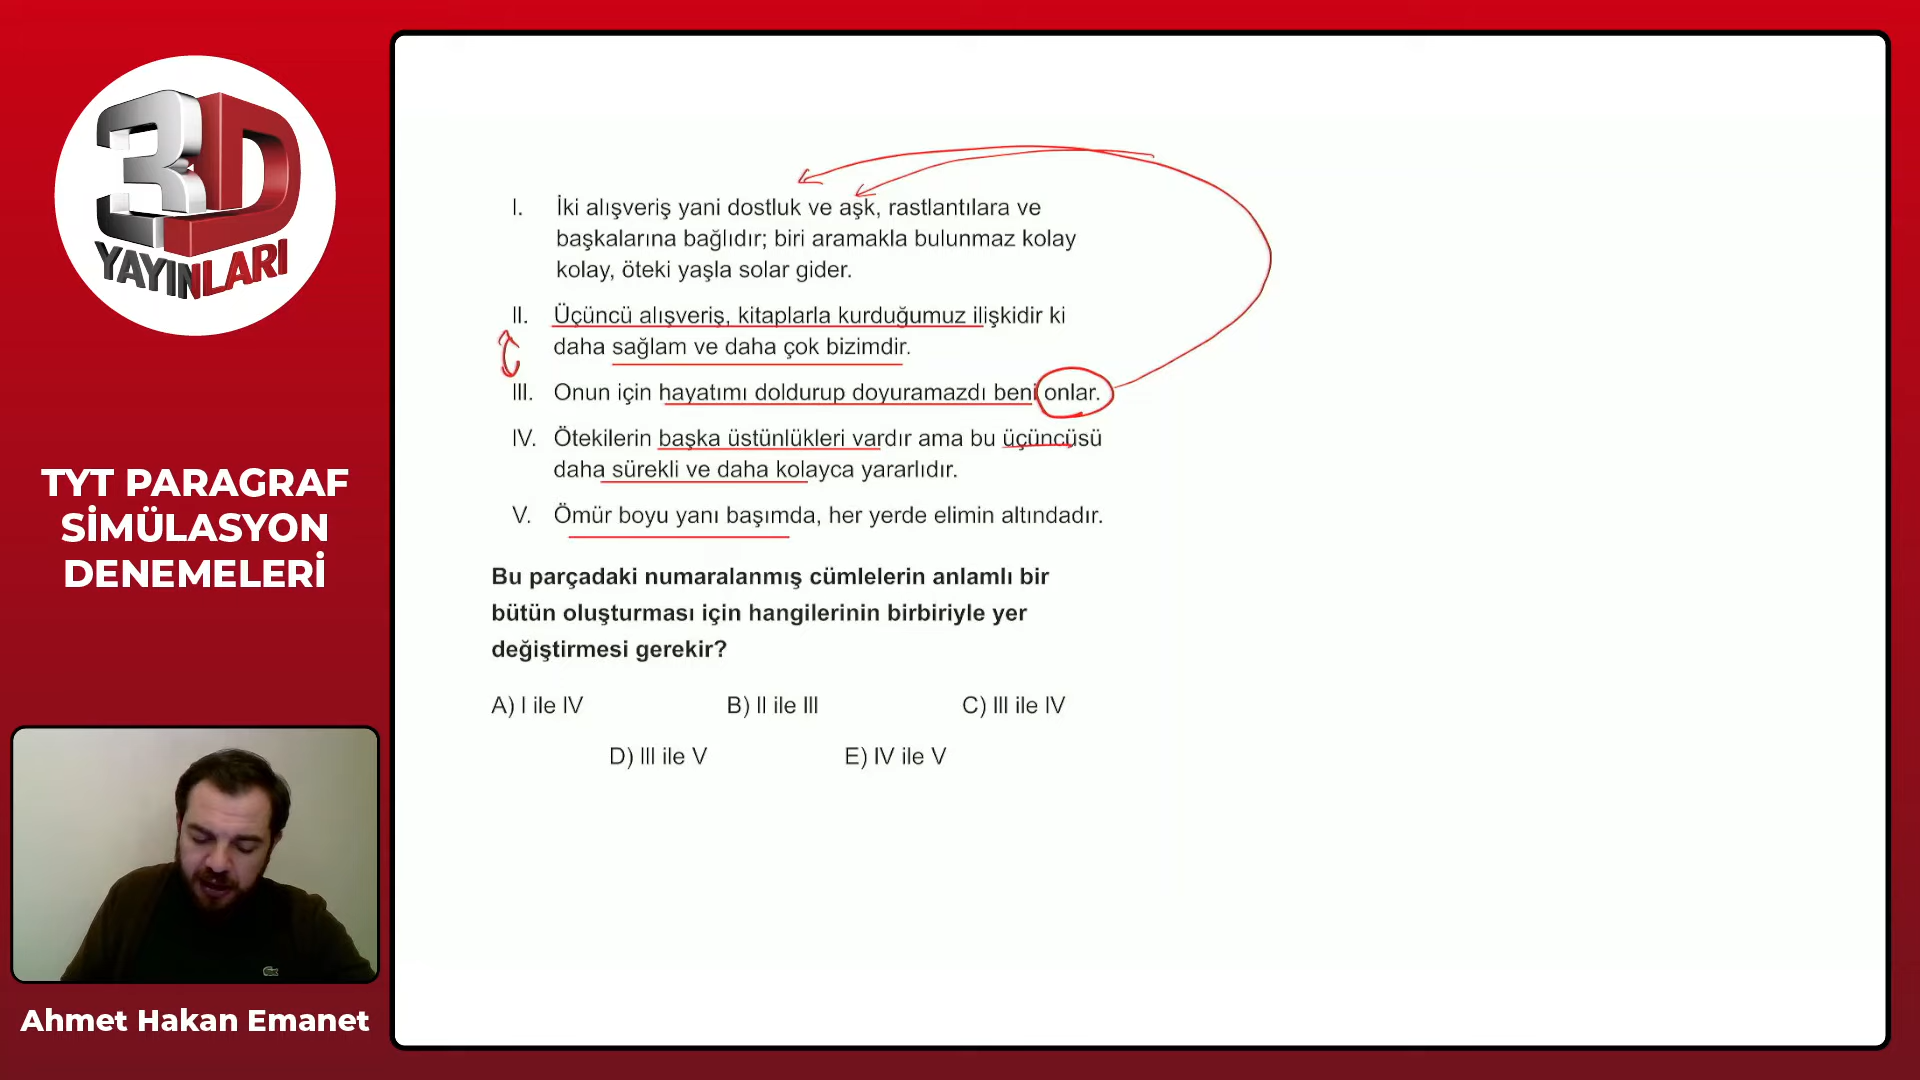 3D
YAYINLARI
TYT PARAGRAF
SİMÜLASYON
DENEMELERİ
Ahmet Hakan Emanet
I. İki alışveriş yani dostluk ve aşk, rastlantılara ve
başkalarına bağlıdır; biri aramakla bulunmaz kolay
kolay, öteki yaşla solar gider.
II. Üçüncü alışveriş, kitaplarla kurduğumuz ilişkidir ki
daha sağlam ve daha çok bizimdir.
III. Onun için hayatımı doldurup doyuramazdı beni onlar.
IV. Ötekilerin başka üstünlükleri vardır ama bu üçüncüsü
daha sürekli ve daha kolayca yararlıdır.
V. Ömür boyu yanı başımda, her yerde elimin altındadır.
Bu parçadaki numaralanmış cümlelerin anlamlı bir
bütün oluşturması için hangilerinin birbiriyle yer
değiştirmesi gerekir?
A) I ile IV B) II ile III C) III ile IV
D) III ile V E) IV ile V